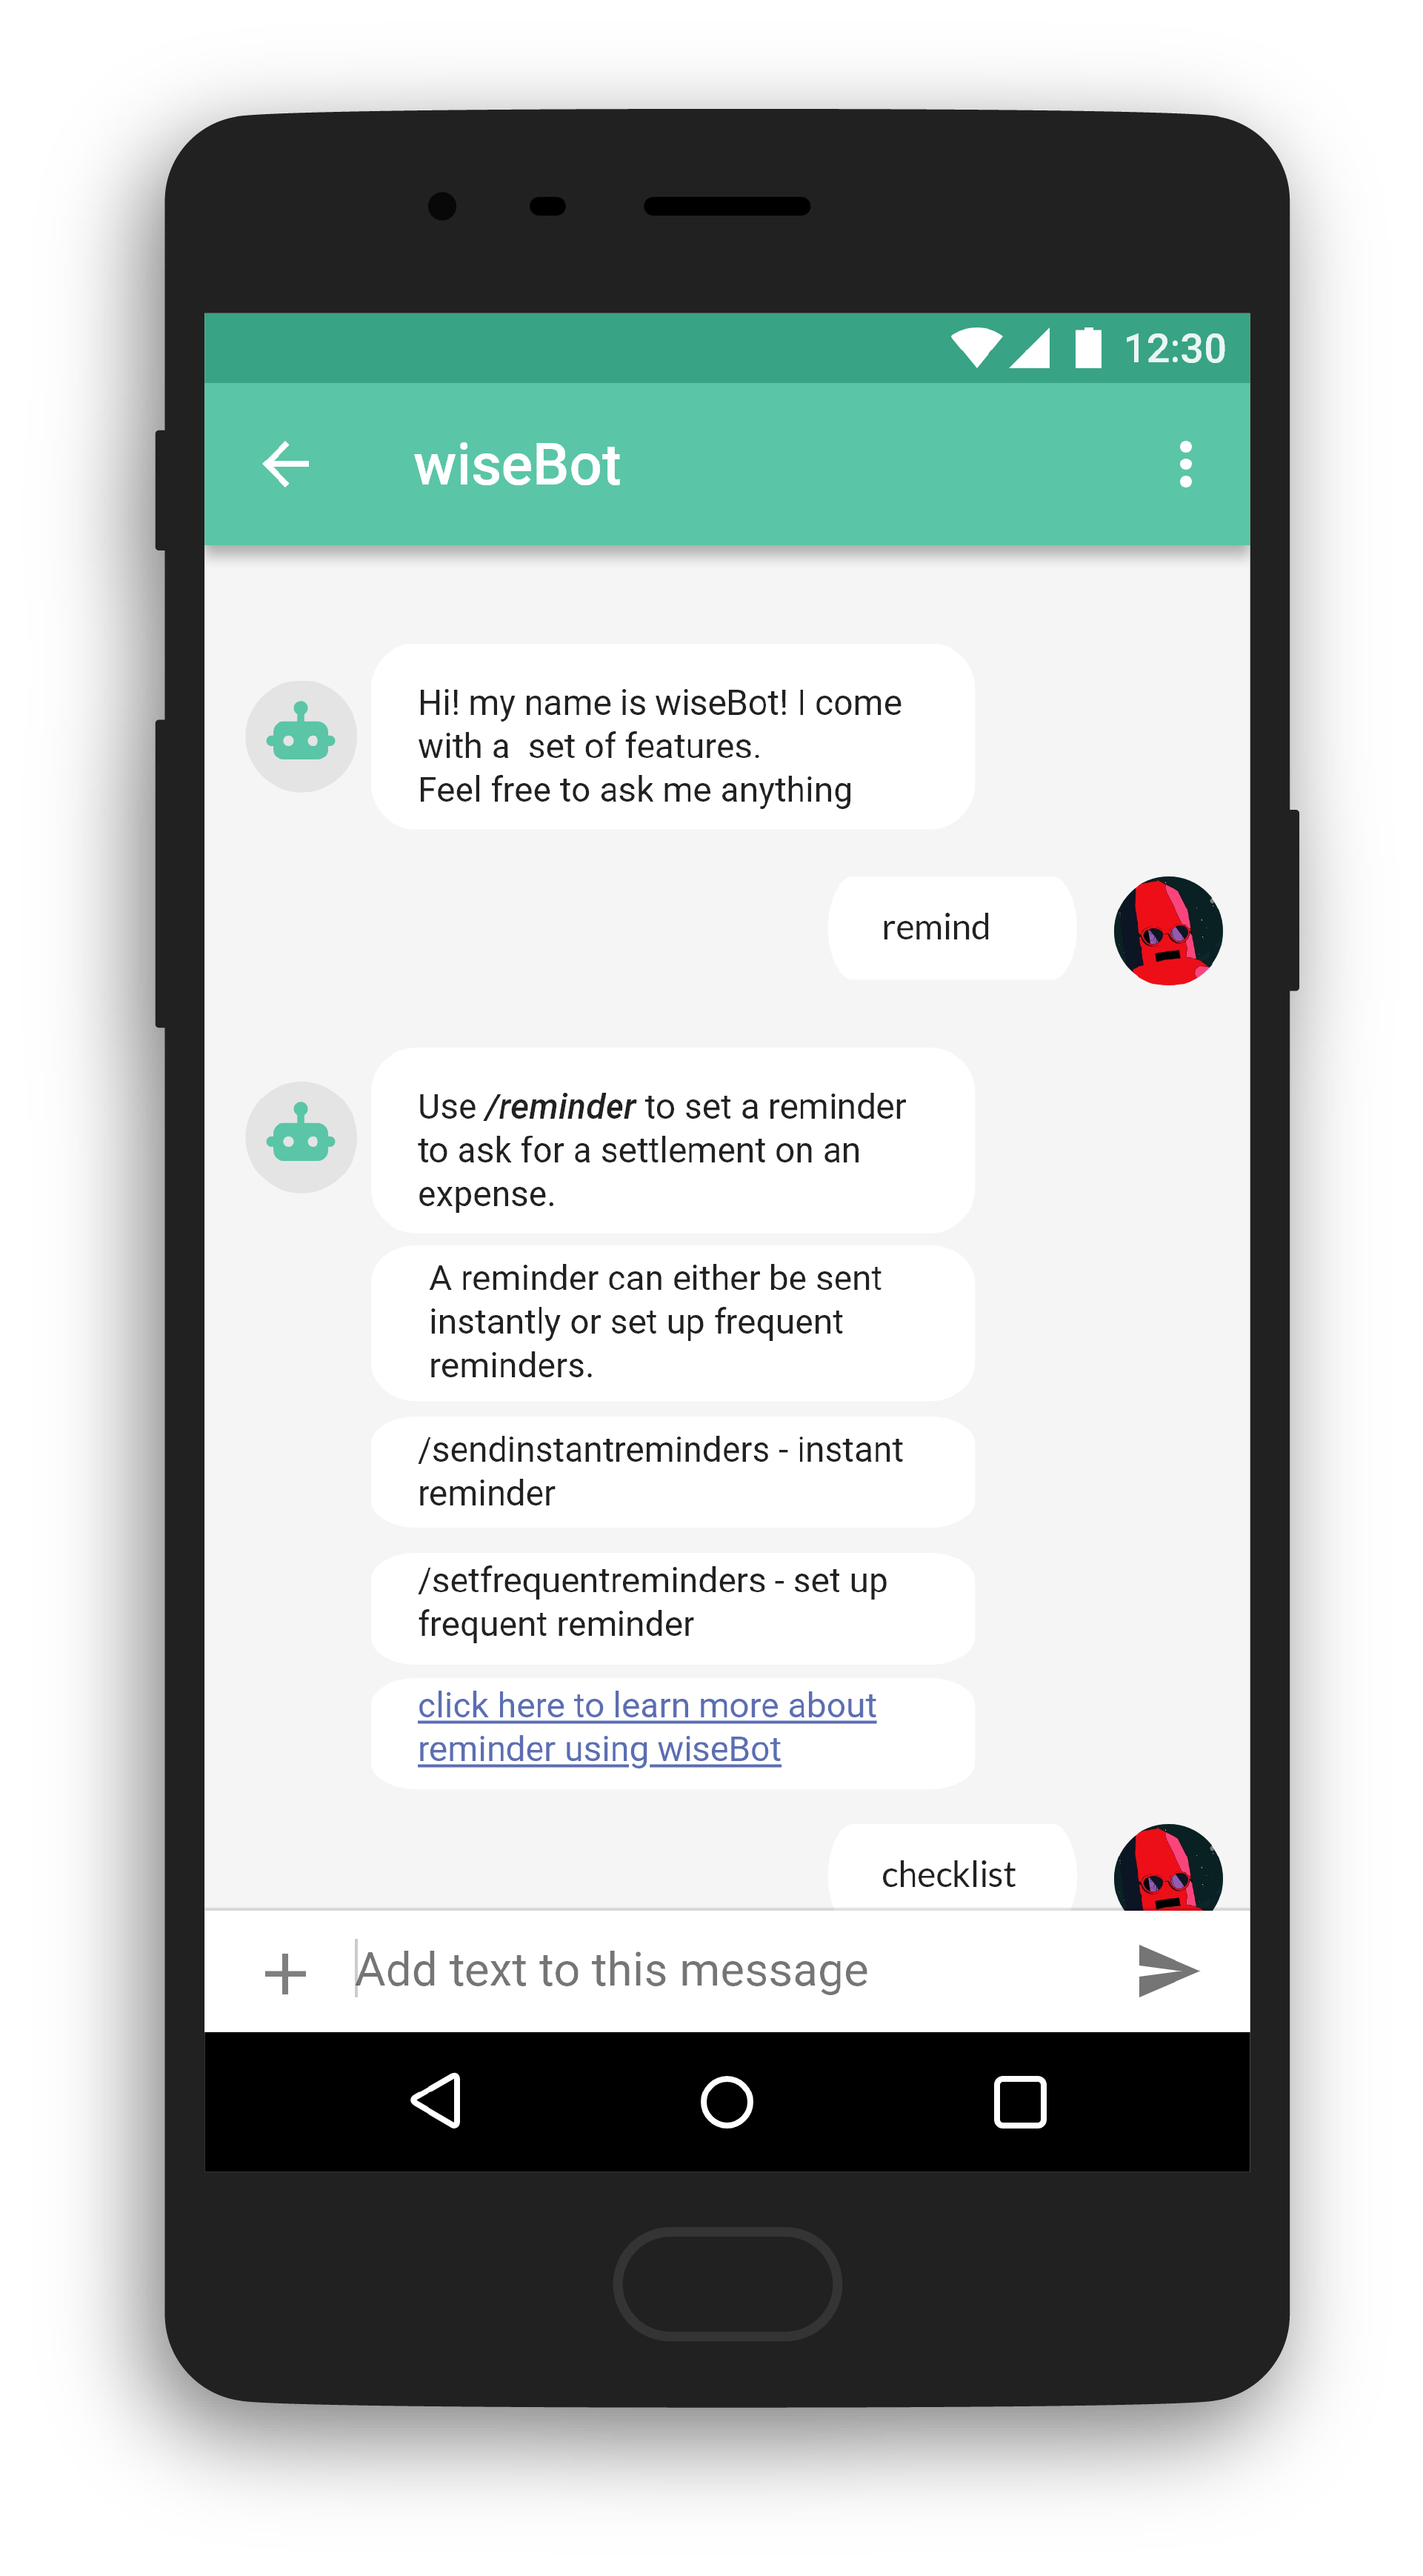 12:30
wiseBot
Hi! my name is wiseBot! I come
with a  set of features.
Feel free to ask me anything
remind
Use /reminder to set a reminder
to ask for a settlement on an
expense.
A reminder can either be sent
instantly or set up frequent
reminders.
/sendinstantreminders - instant
reminder
/setfrequentreminders - set up
frequent reminder
click here to learn more about
reminder using wiseBot
checklist
Add text to this message